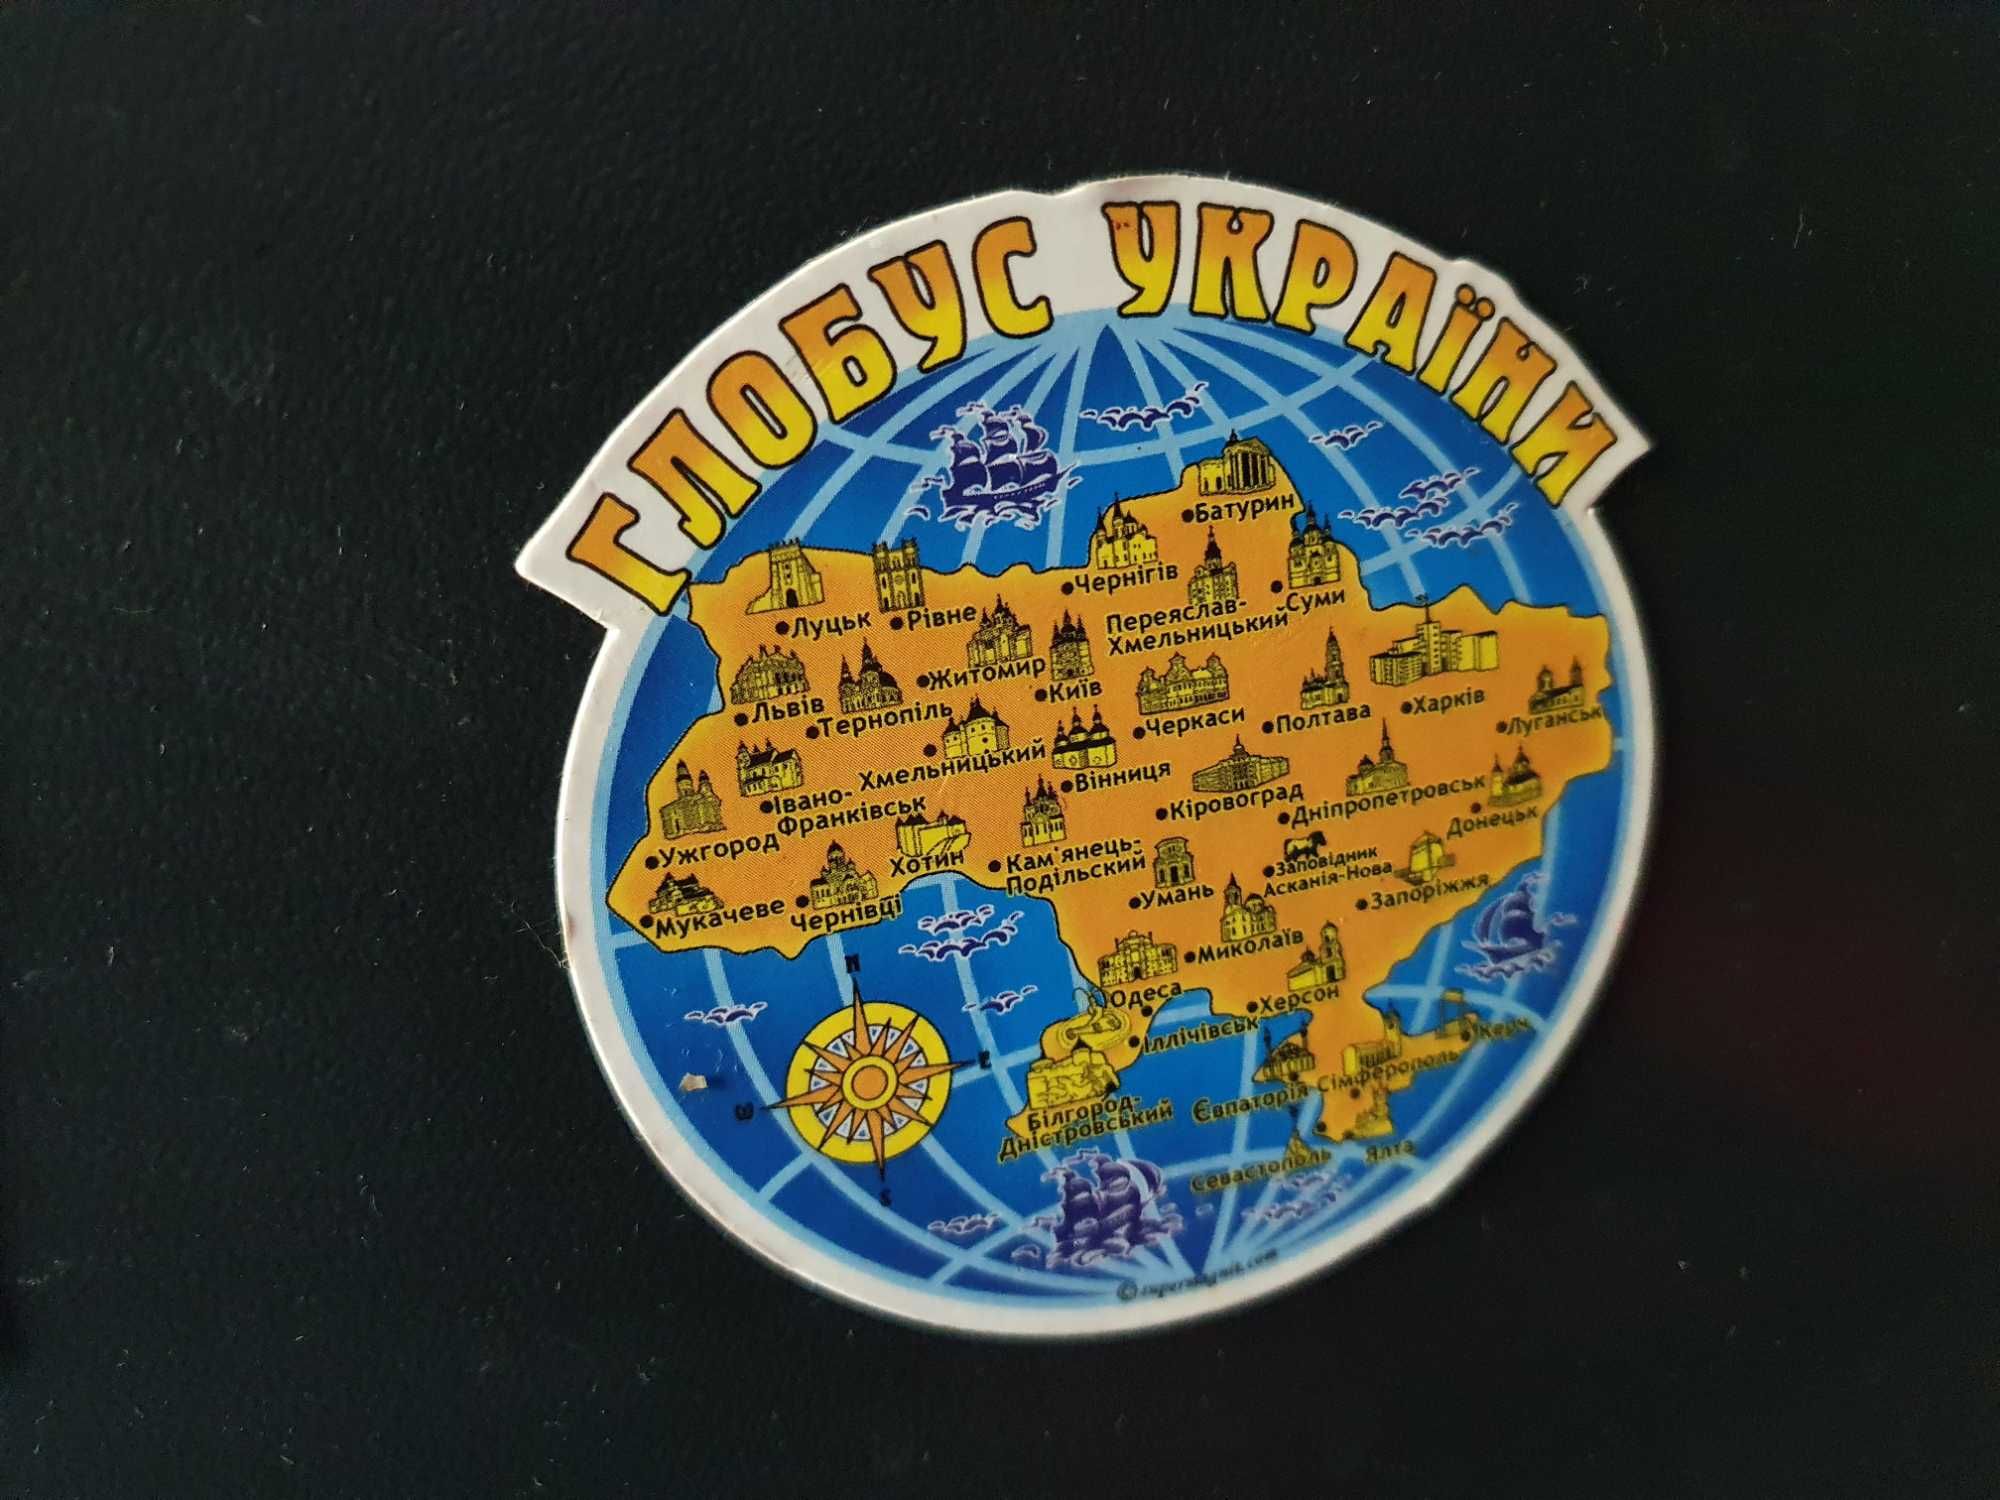 ГЛОБУС УКРАЇНИ
Батурин
Чернігів
Переяслав-
Хмельницький
Суми
Луцьк
Рівне
Житомир
Київ
Львів
Тернопіль
Черкаси
Полтава
Харків
Луганськ
Хмельницький
Вінниця
Івано-
Франківськ
Кіровоград
Дніпропетровськ
Донецьк
Ужгород
Хотин
Кам'янець-
Подільський
Заповідник
Асканія-Нова
Умань
Запоріжжя
Мукачеве
Чернівці
Миколаїв
Одеса
Херсон
Іллічівськ
Керч
Сімферополь
Євпаторія
Білгород-
Дністровський
Севастополь
Ялта
N
E
W
S
© supermagnit.com